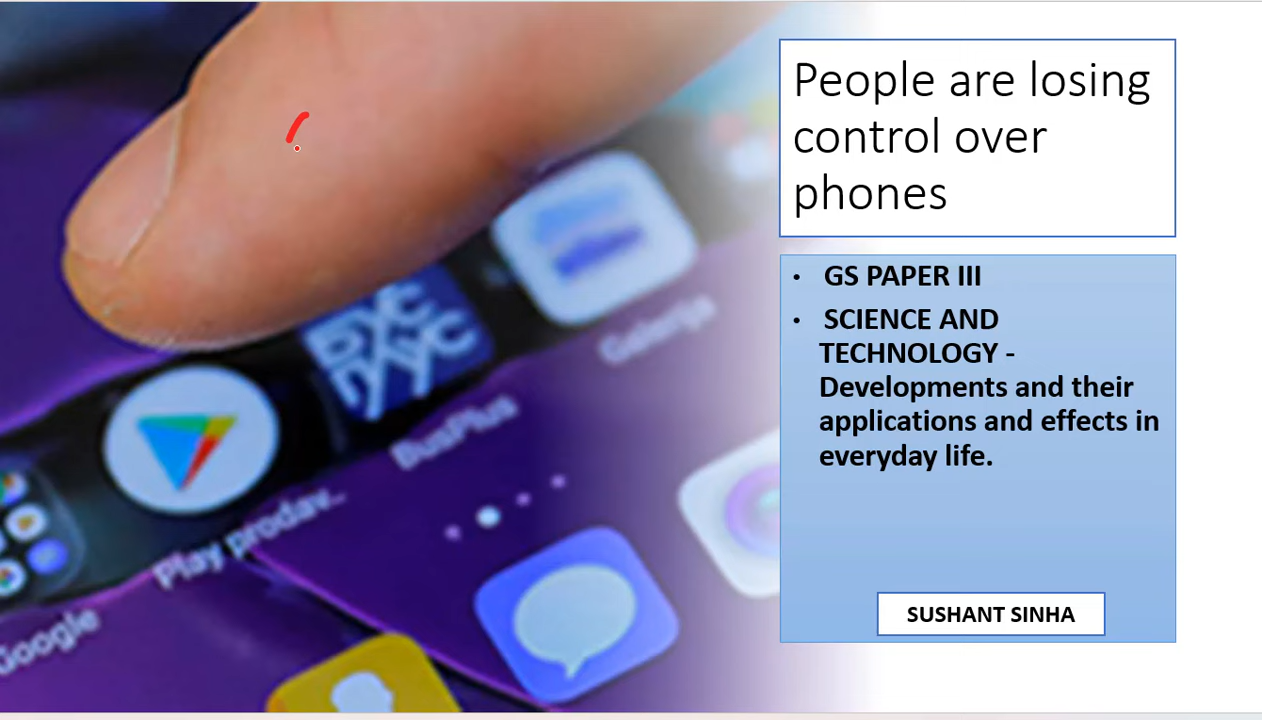 People are losing
control over
phones
• GS PAPER III
• SCIENCE AND
TECHNOLOGY -
Developments and their
applications and effects in
everyday life.
SUSHANT SINHA
Galerija
BusPlus
Play prodav..
Google